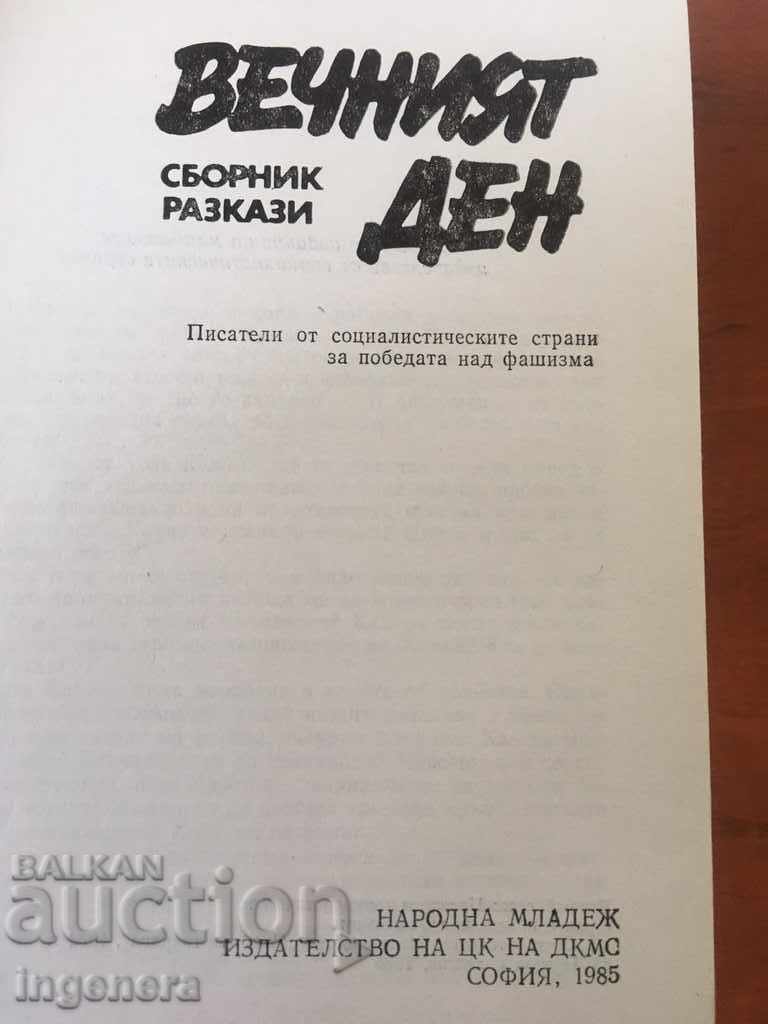 ВЕЧНИЯТ
ДЕН
СБОРНИК
РАЗКАЗИ
Писатели от социалистическите страни
за победата над фашизма
НАРОДНА МЛАДЕЖ
ИЗДАТЕЛСТВО НА ЦК НА ДКМС
СОФИЯ, 1985
BALKAN
auction
ingenera